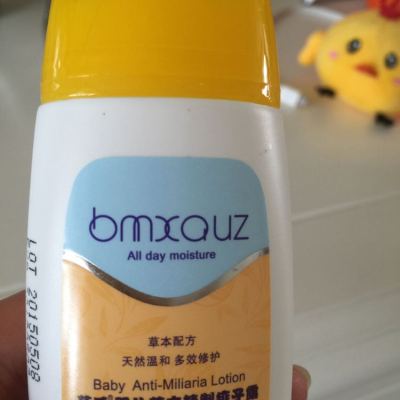 bmxauz
All day moisture
草本配方
天然温和 多效修护
Baby Anti-Miliaria Lotion
LOT 20150508